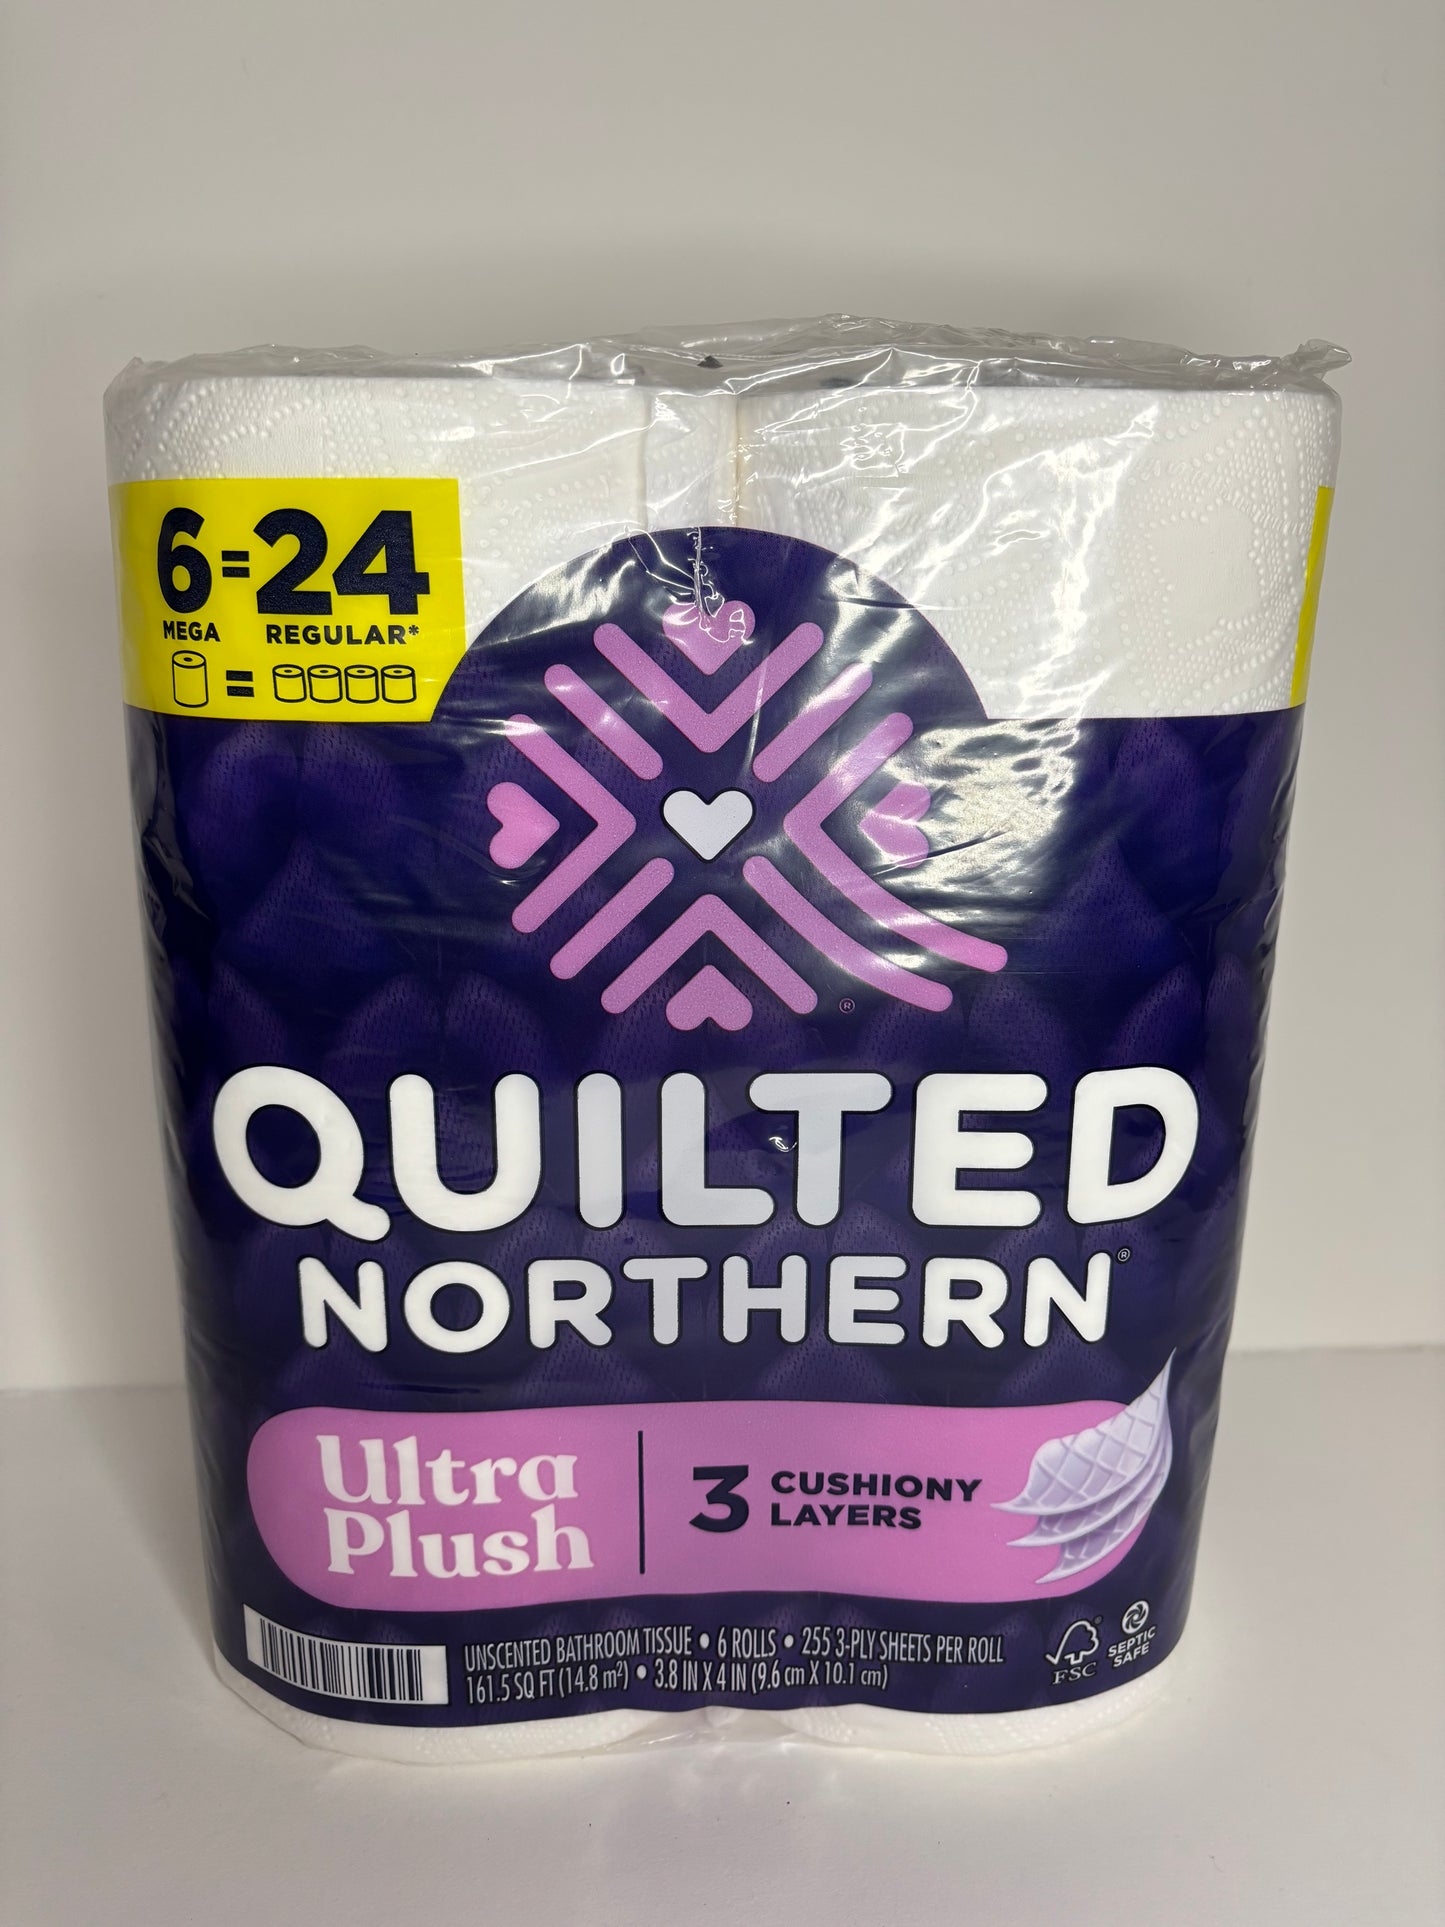 6=24
MEGA REGULAR*
=
®
QUILTED
NORTHERN®
Ultra
Plush
3 CUSHIONY
LAYERS
UNSCENTED BATHROOM TISSUE • 6 ROLLS • 255 3-PLY SHEETS PER ROLL
161.5 SQ FT (14.8 m²) • 3.8 IN X 4 IN (9.6 cm X 10.1 cm)
FSC®
SEPTIC
SAFE